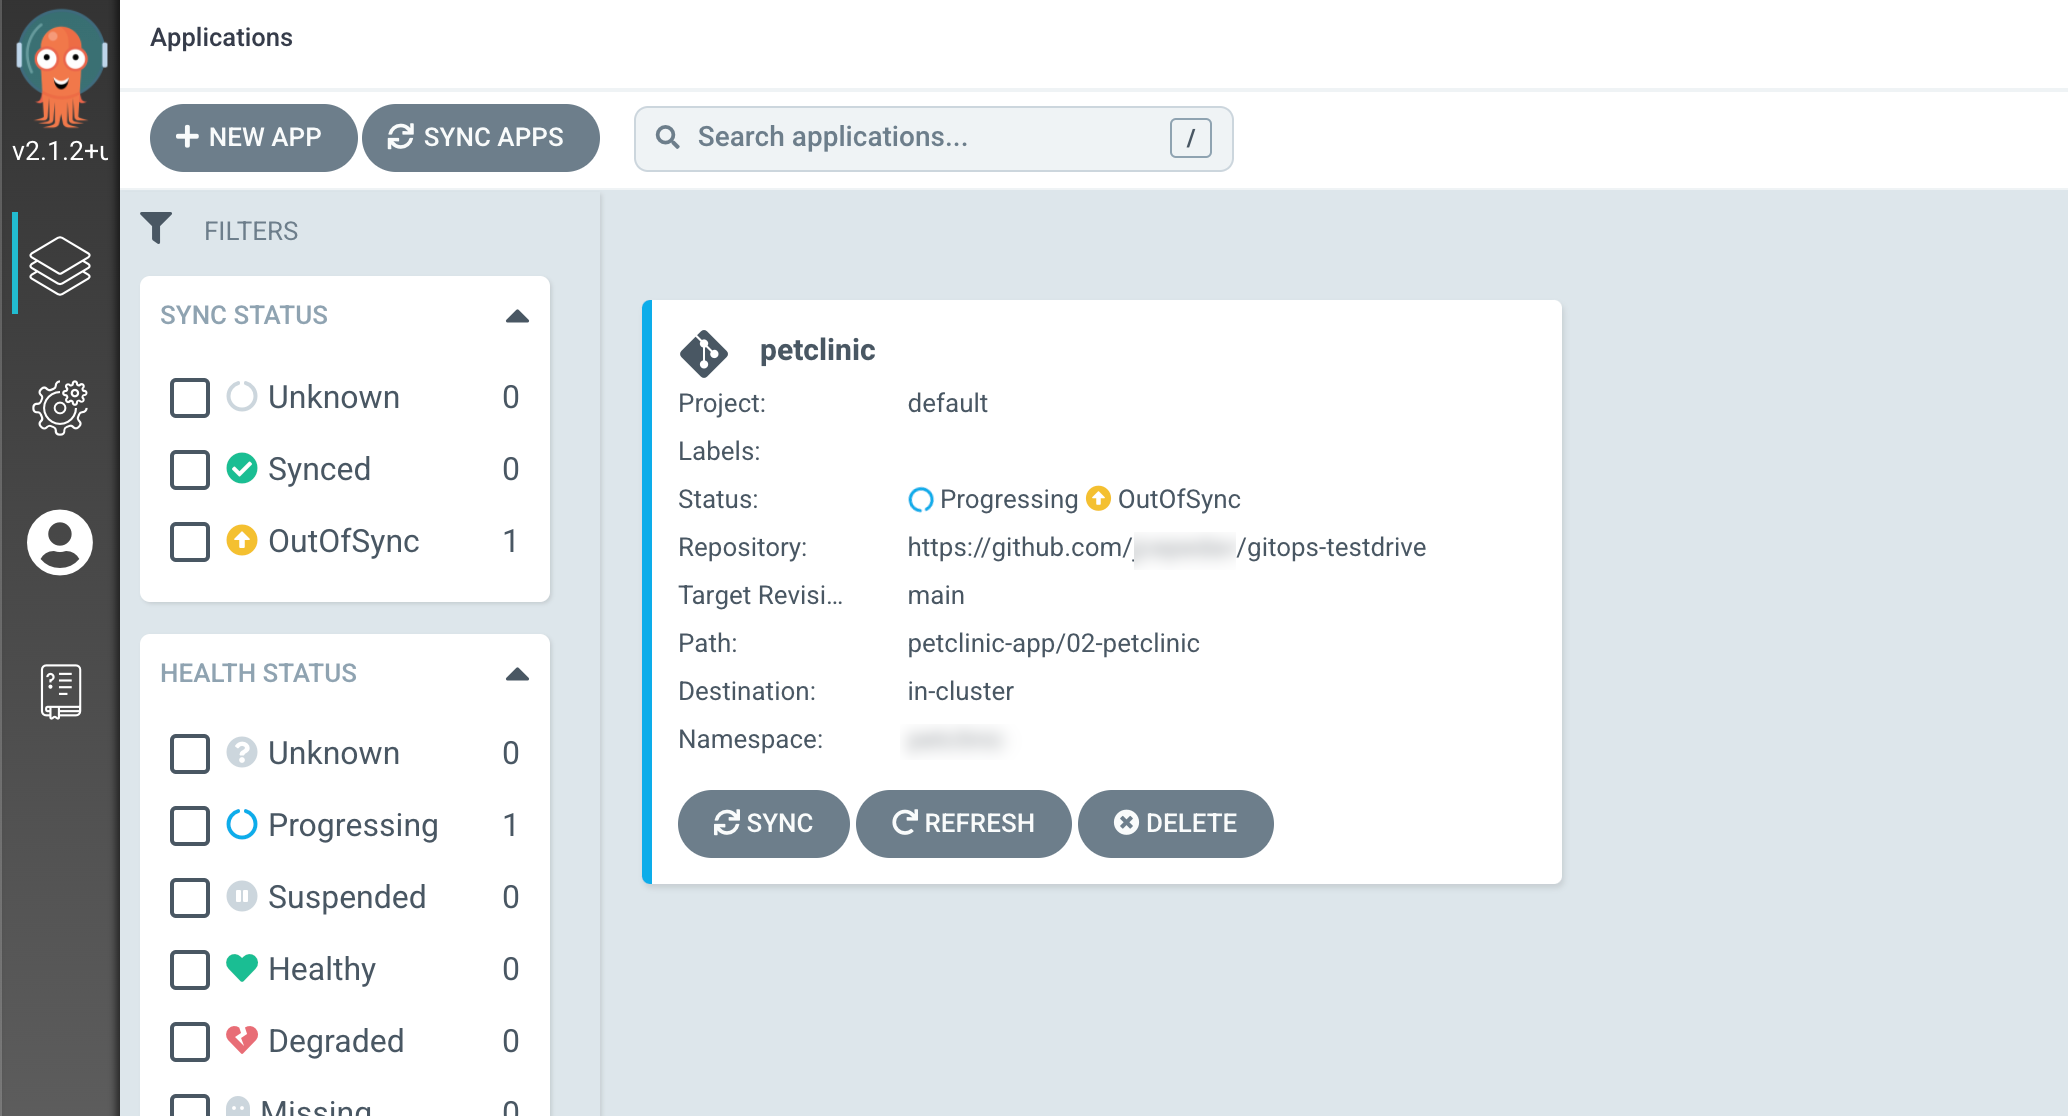 Applications
v2.1.2+u
NEW APP
SYNC APPS
Search applications...
/
FILTERS
SYNC STATUS
Unknown 0
Synced 0
OutOfSync 1
HEALTH STATUS
Unknown 0
Progressing 1
Suspended 0
Healthy 0
Degraded 0
Missing 0
petclinic
Project: default
Labels:
Status: Progressing OutOfSync
Repository: https://github.com/ /gitops-testdrive
Target Revisi... main
Path: petclinic-app/02-petclinic
Destination: in-cluster
Namespace:
SYNC
REFRESH
DELETE